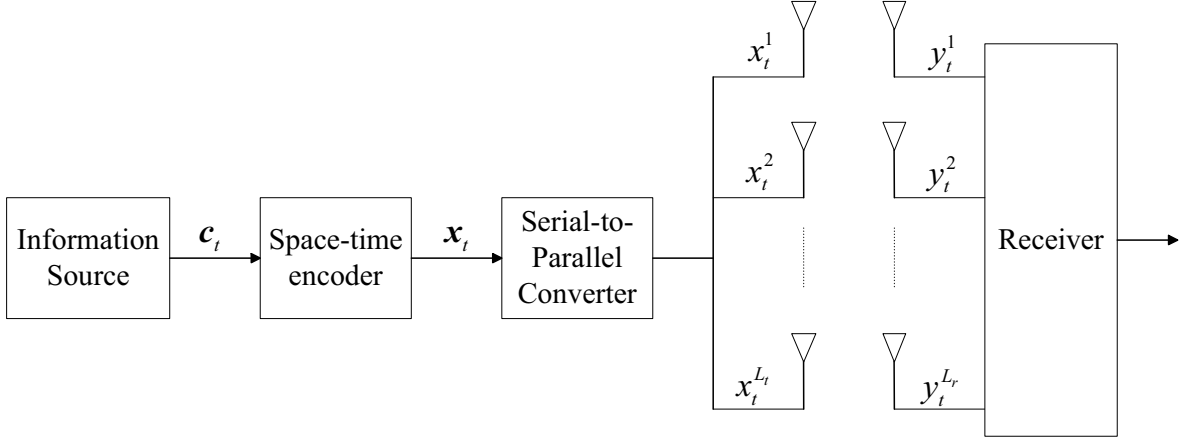 x_t^1
y_t^1
x_t^2
y_t^2
Information
Source
c_t
Space-time
encoder
x_t
Serial-to-
Parallel
Converter
Receiver
x_t^{L_t}
y_t^{L_r}